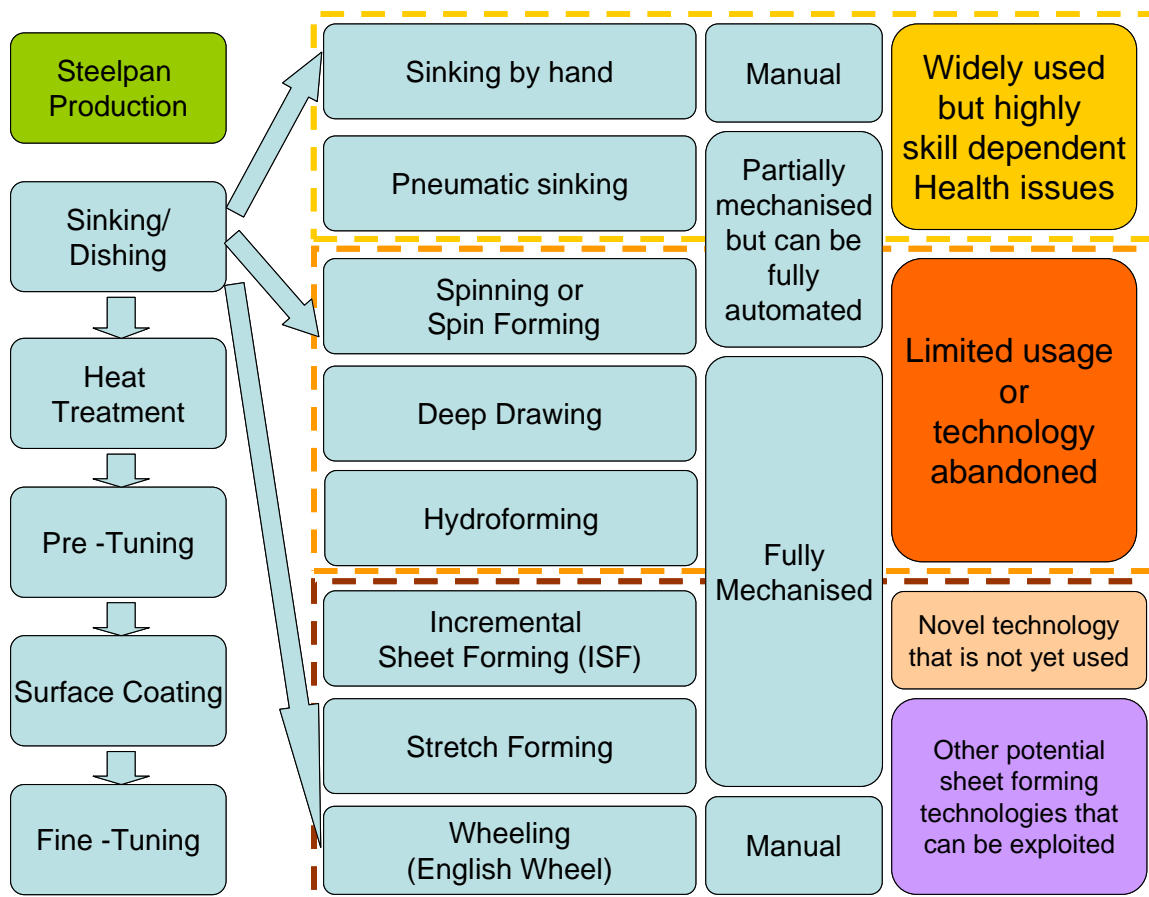 Steelpan
Production
Sinking/
Dishing
Heat
Treatment
Pre -Tuning
Surface Coating
Fine -Tuning
Sinking by hand
Pneumatic sinking
Spinning or
Spin Forming
Deep Drawing
Hydroforming
Incremental
Sheet Forming (ISF)
Stretch Forming
Wheeling
(English Wheel)
Manual
Partially
mechanised
but can be
fully
automated
Fully
Mechanised
Manual
Widely used
but highly
skill dependent
Health issues
Limited usage
or
technology
abandoned
Novel technology
that is not yet used
Other potential
sheet forming
technologies that
can be exploited